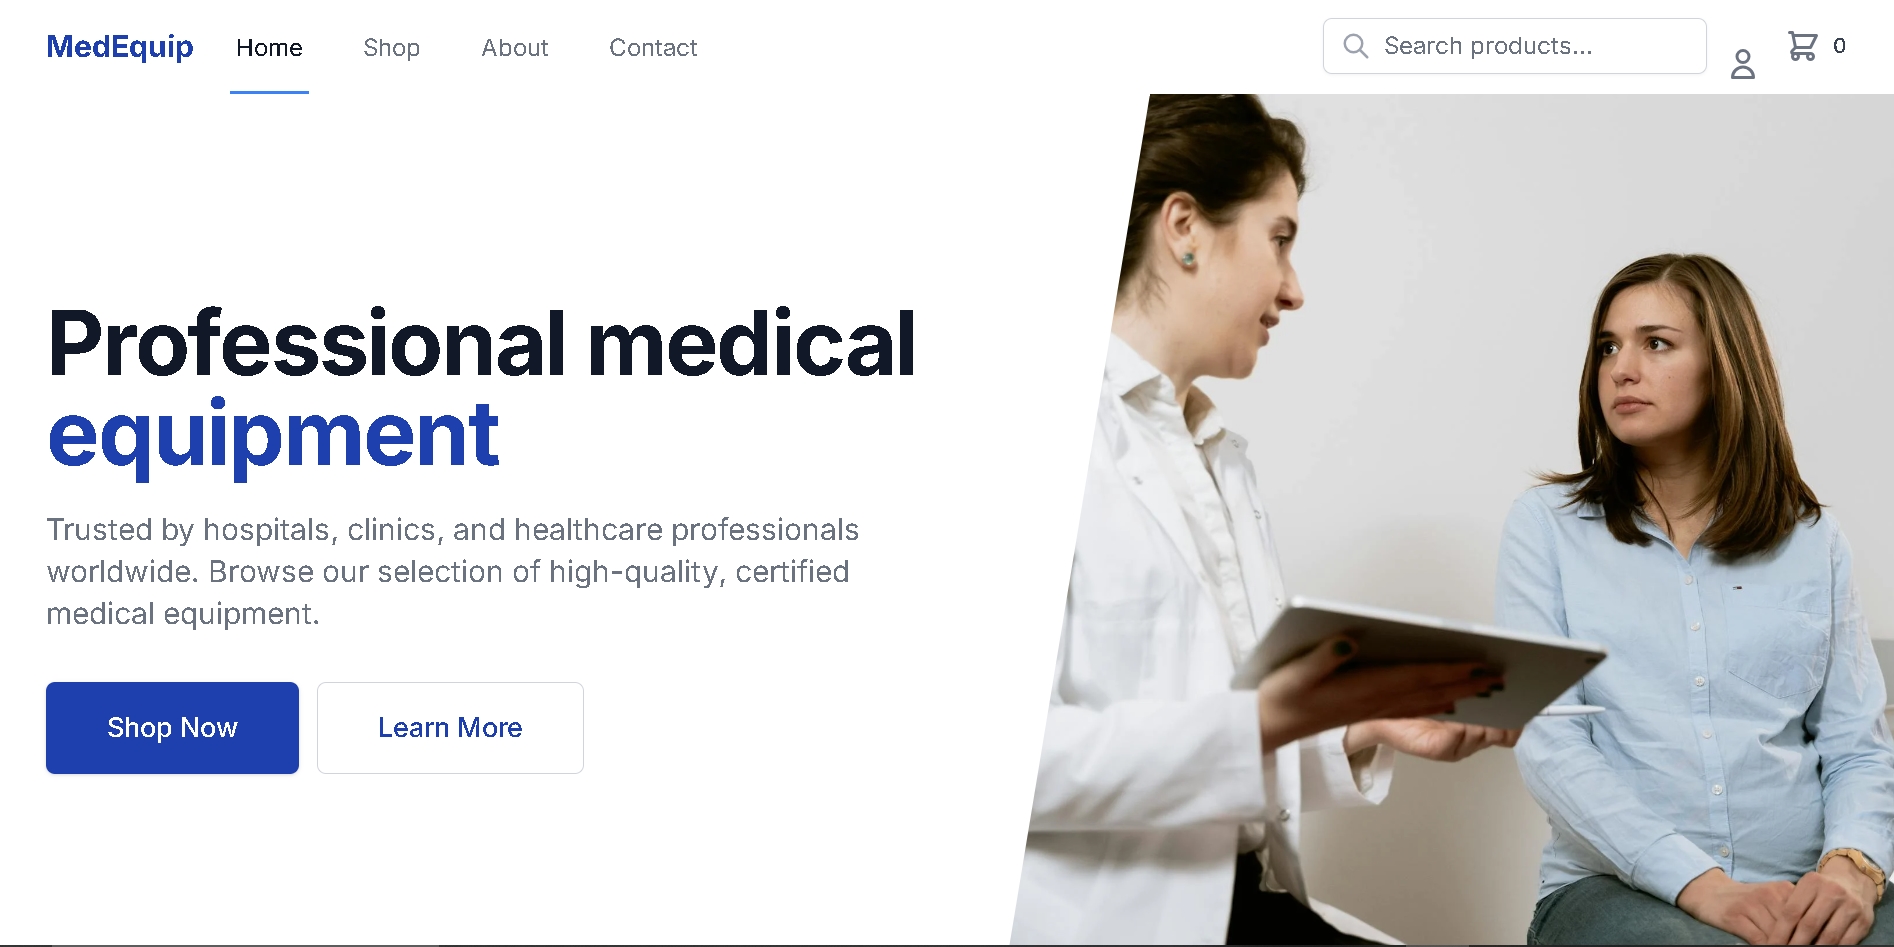 MedEquip Home Shop About Contact Search products... 0
Professional medical
equipment
Trusted by hospitals, clinics, and healthcare professionals
worldwide. Browse our selection of high-quality, certified
medical equipment.
Shop Now Learn More